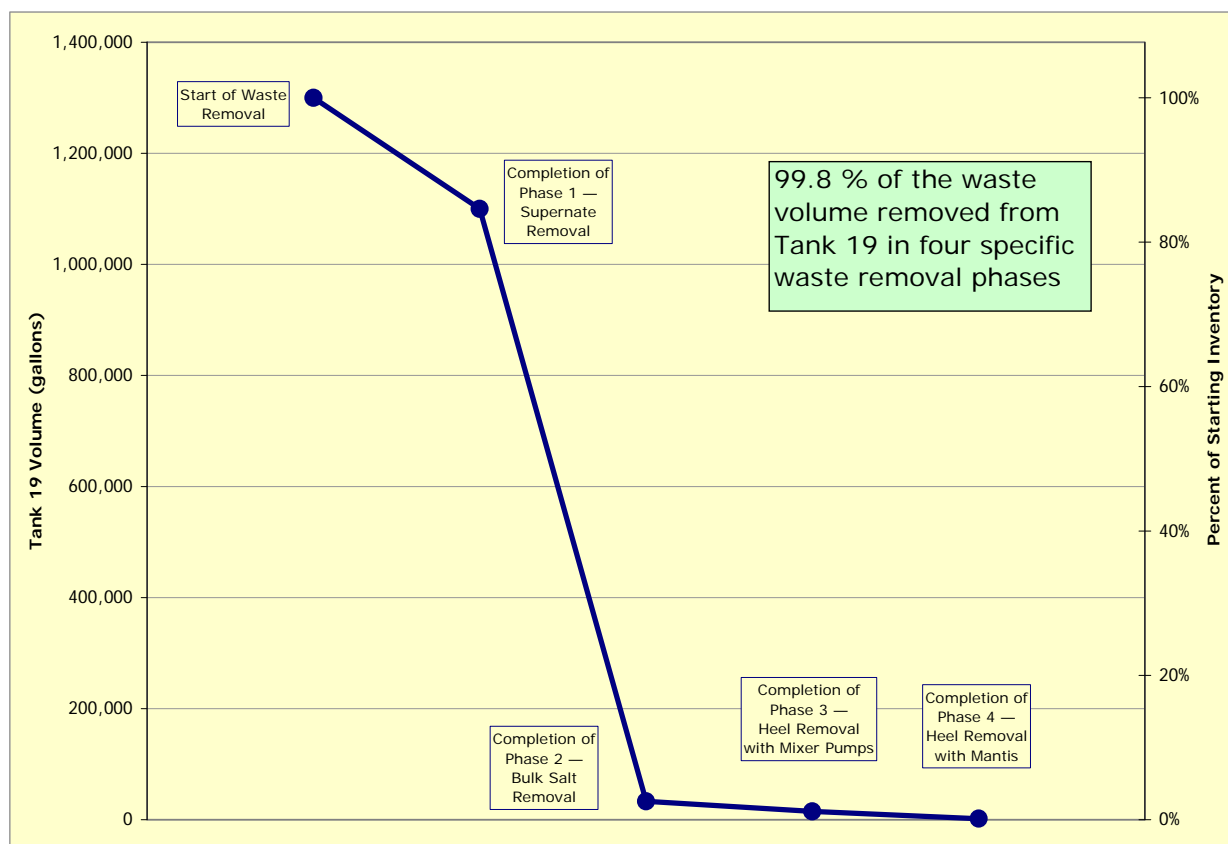 1,400,000
1,200,000
1,000,000
800,000
600,000
400,000
200,000
0
Tank 19 Volume (gallons)
Start of Waste
Removal
Completion of
Phase 1 —
Supernate
Removal
99.8 % of the waste
volume removed from
Tank 19 in four specific
waste removal phases
Completion of
Phase 2 —
Bulk Salt
Removal
Completion of
Phase 3 —
Heel Removal
with Mixer Pumps
Completion of
Phase 4 —
Heel Removal
with Mantis
100%
80%
60%
40%
20%
0%
Percent of Starting Inventory